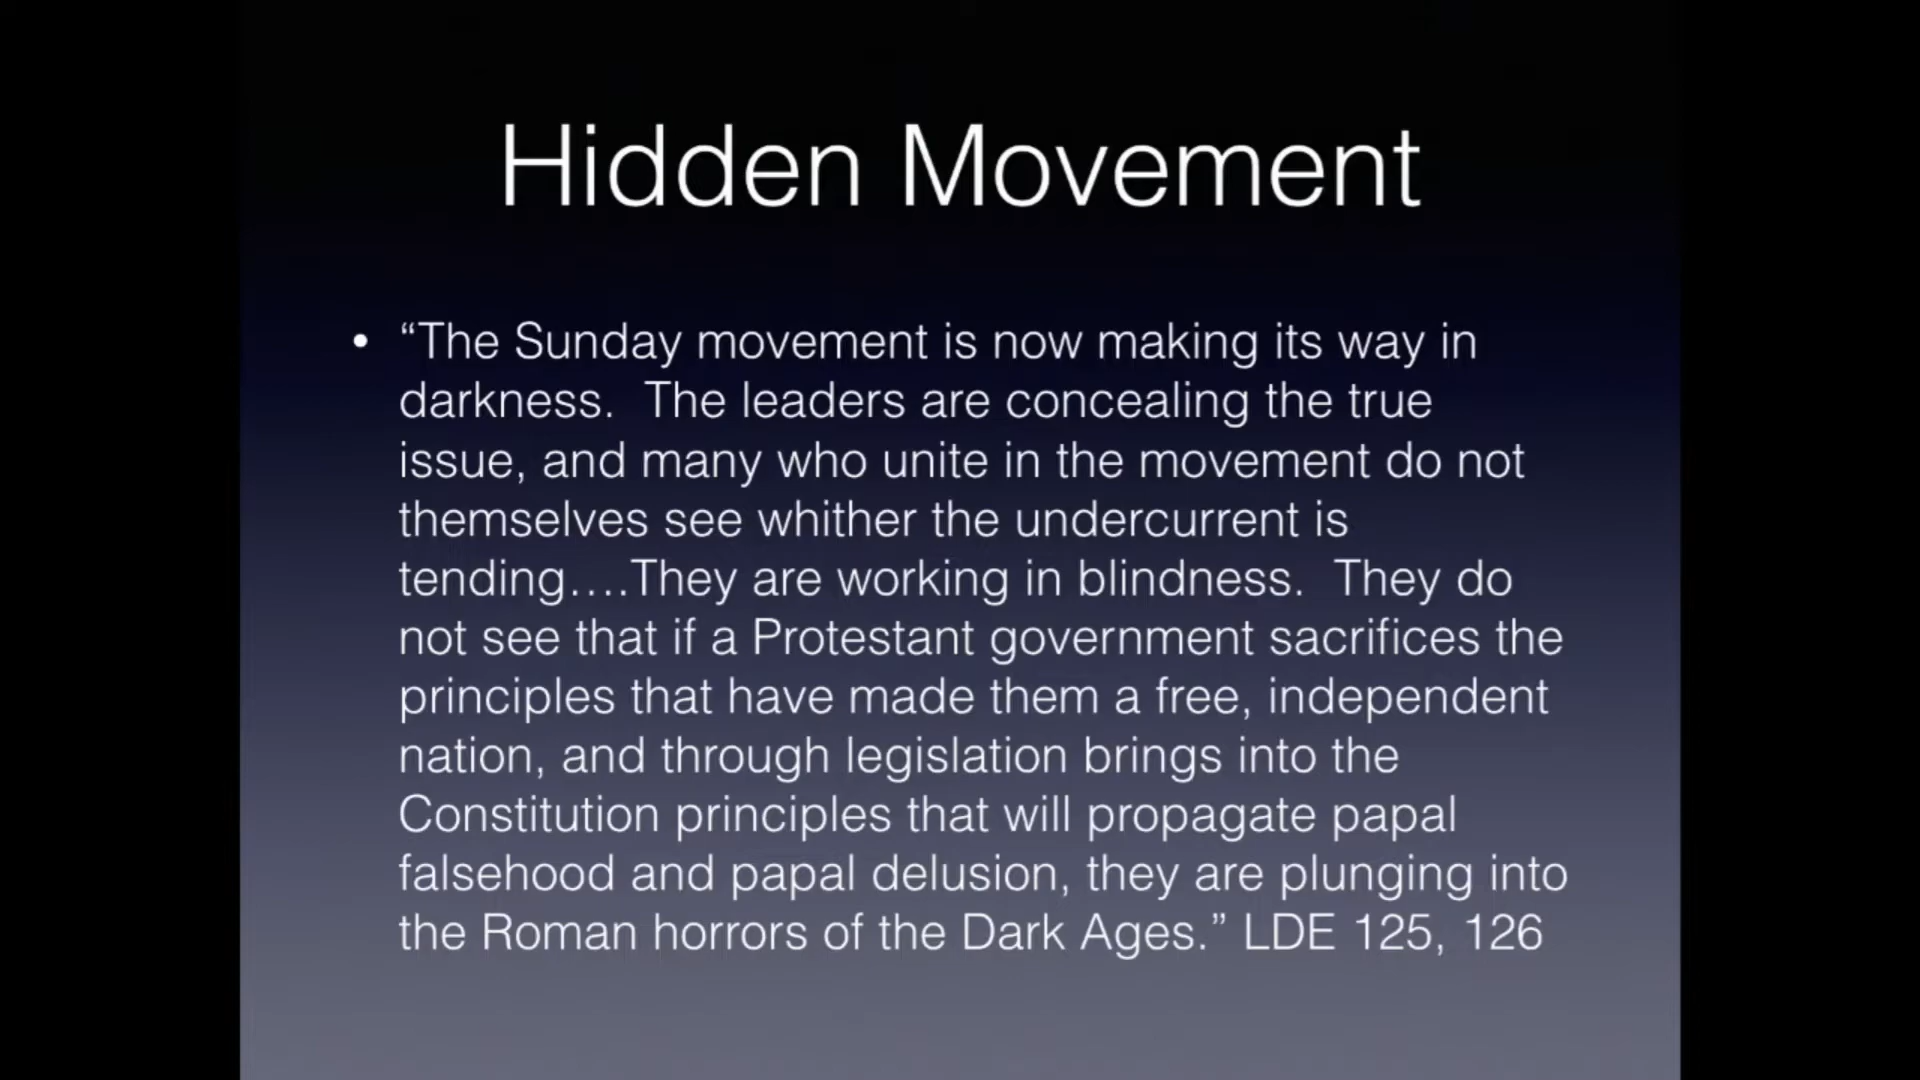 Hidden Movement
• “The Sunday movement is now making its way in
darkness.  The leaders are concealing the true
issue, and many who unite in the movement do not
themselves see whither the undercurrent is
tending….They are working in blindness.  They do
not see that if a Protestant government sacrifices the
principles that have made them a free, independent
nation, and through legislation brings into the
Constitution principles that will propagate papal
falsehood and papal delusion, they are plunging into
the Roman horrors of the Dark Ages.” LDE 125, 126